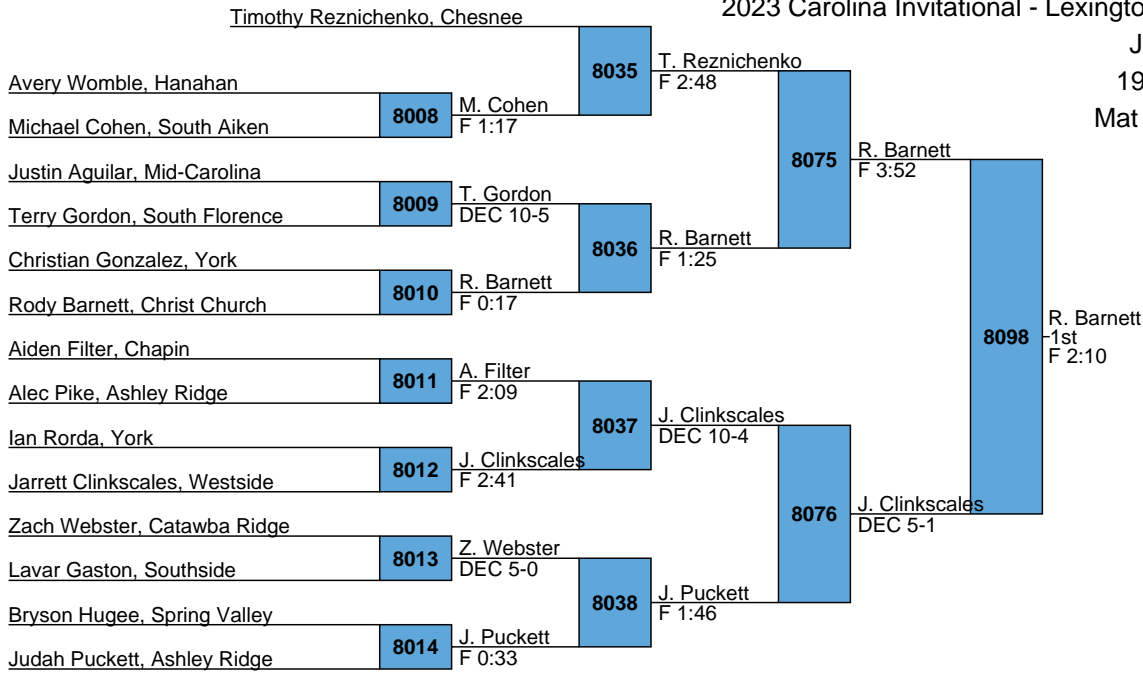 2023 Carolina Invitational - Lexingto
J
19
Mat
Timothy Reznichenko, Chesnee
8035
T. Reznichenko
F 2:48
Avery Womble, Hanahan
8008
M. Cohen
F 1:17
Michael Cohen, South Aiken
8075
R. Barnett
F 3:52
Justin Aguilar, Mid-Carolina
8009
T. Gordon
DEC 10-5
Terry Gordon, South Florence
8036
R. Barnett
F 1:25
Christian Gonzalez, York
8010
R. Barnett
F 0:17
Rody Barnett, Christ Church
8098
R. Barnett
1st
F 2:10
Aiden Filter, Chapin
8011
A. Filter
F 2:09
Alec Pike, Ashley Ridge
8037
J. Clinkscales
DEC 10-4
Ian Rorda, York
8012
J. Clinkscales
F 2:41
Jarrett Clinkscales, Westside
8076
J. Clinkscales
DEC 5-1
Zach Webster, Catawba Ridge
8013
Z. Webster
DEC 5-0
Lavar Gaston, Southside
8038
J. Puckett
F 1:46
Bryson Hugee, Spring Valley
8014
J. Puckett
F 0:33
Judah Puckett, Ashley Ridge